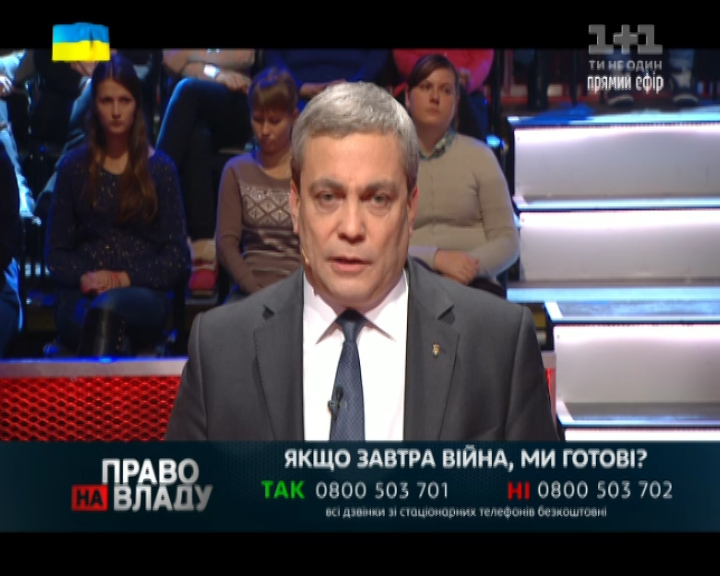 1+1
ТИ НЕ ОДИН
ПРЯМИЙ ЕФІР
ПРАВО
НА ВЛАДУ
ЯКЩО ЗАВТРА ВІЙНА, МИ ГОТОВІ?
ТАК 0800 503 701 НІ 0800 503 702
всі дзвінки зі стаціонарних телефонів безкоштовні